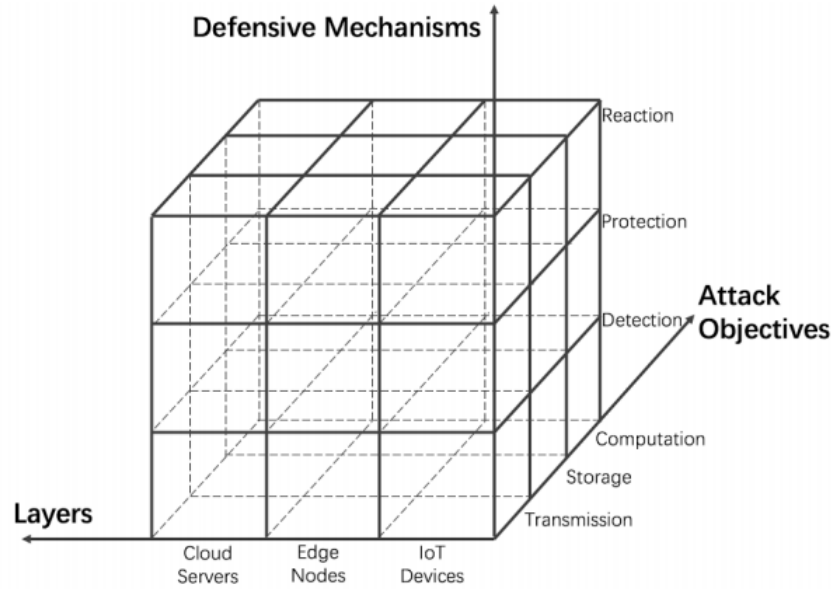 Defensive Mechanisms
Reaction
Protection
Attack
Objectives
Detection
Computation
Storage
Transmission
Layers
Cloud
Servers
Edge
Nodes
IoT
Devices